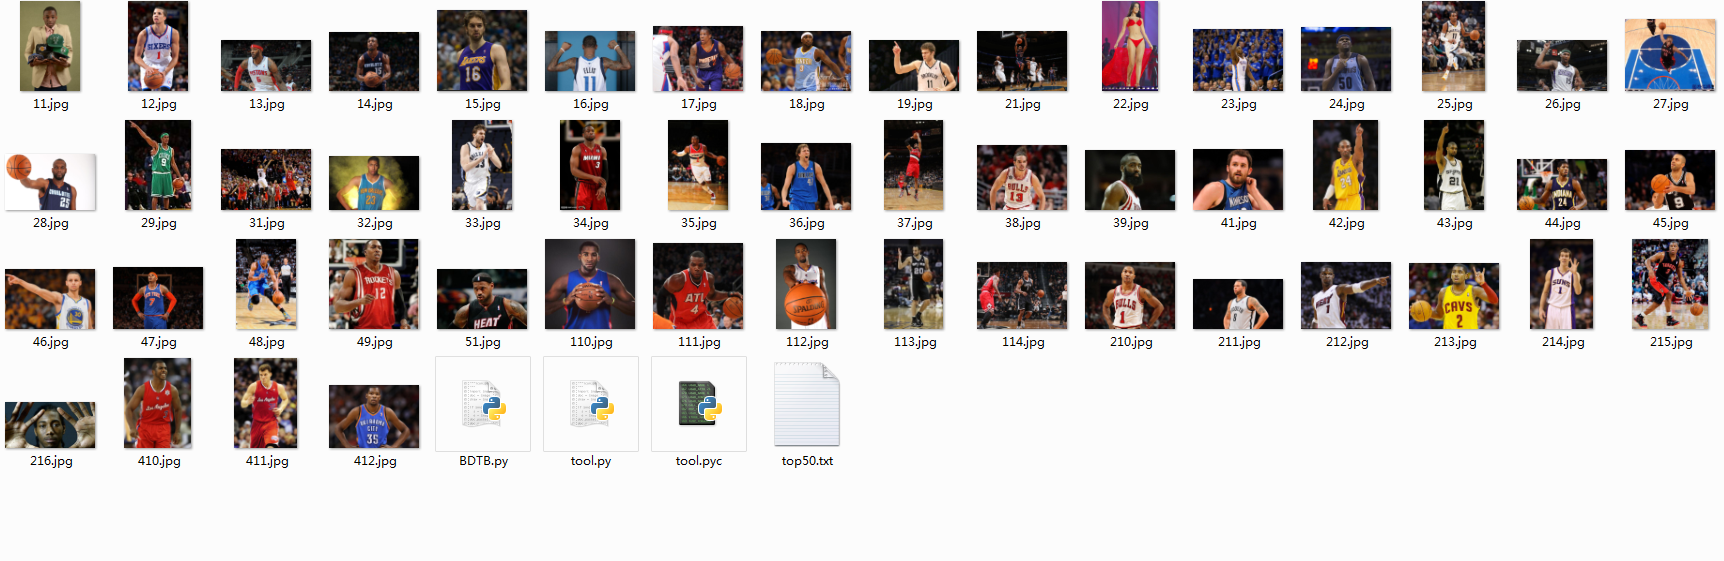 11.jpg 12.jpg 13.jpg 14.jpg 15.jpg 16.jpg 17.jpg 18.jpg 19.jpg 21.jpg 22.jpg 23.jpg 24.jpg 25.jpg 26.jpg 27.jpg
28.jpg 29.jpg 31.jpg 32.jpg 33.jpg 34.jpg 35.jpg 36.jpg 37.jpg 38.jpg 39.jpg 41.jpg 42.jpg 43.jpg 44.jpg 45.jpg
46.jpg 47.jpg 48.jpg 49.jpg 51.jpg 110.jpg 111.jpg 112.jpg 113.jpg 114.jpg 210.jpg 211.jpg 212.jpg 213.jpg 214.jpg 215.jpg
216.jpg 410.jpg 411.jpg 412.jpg BDTB.py tool.py tool.pyc top50.txt